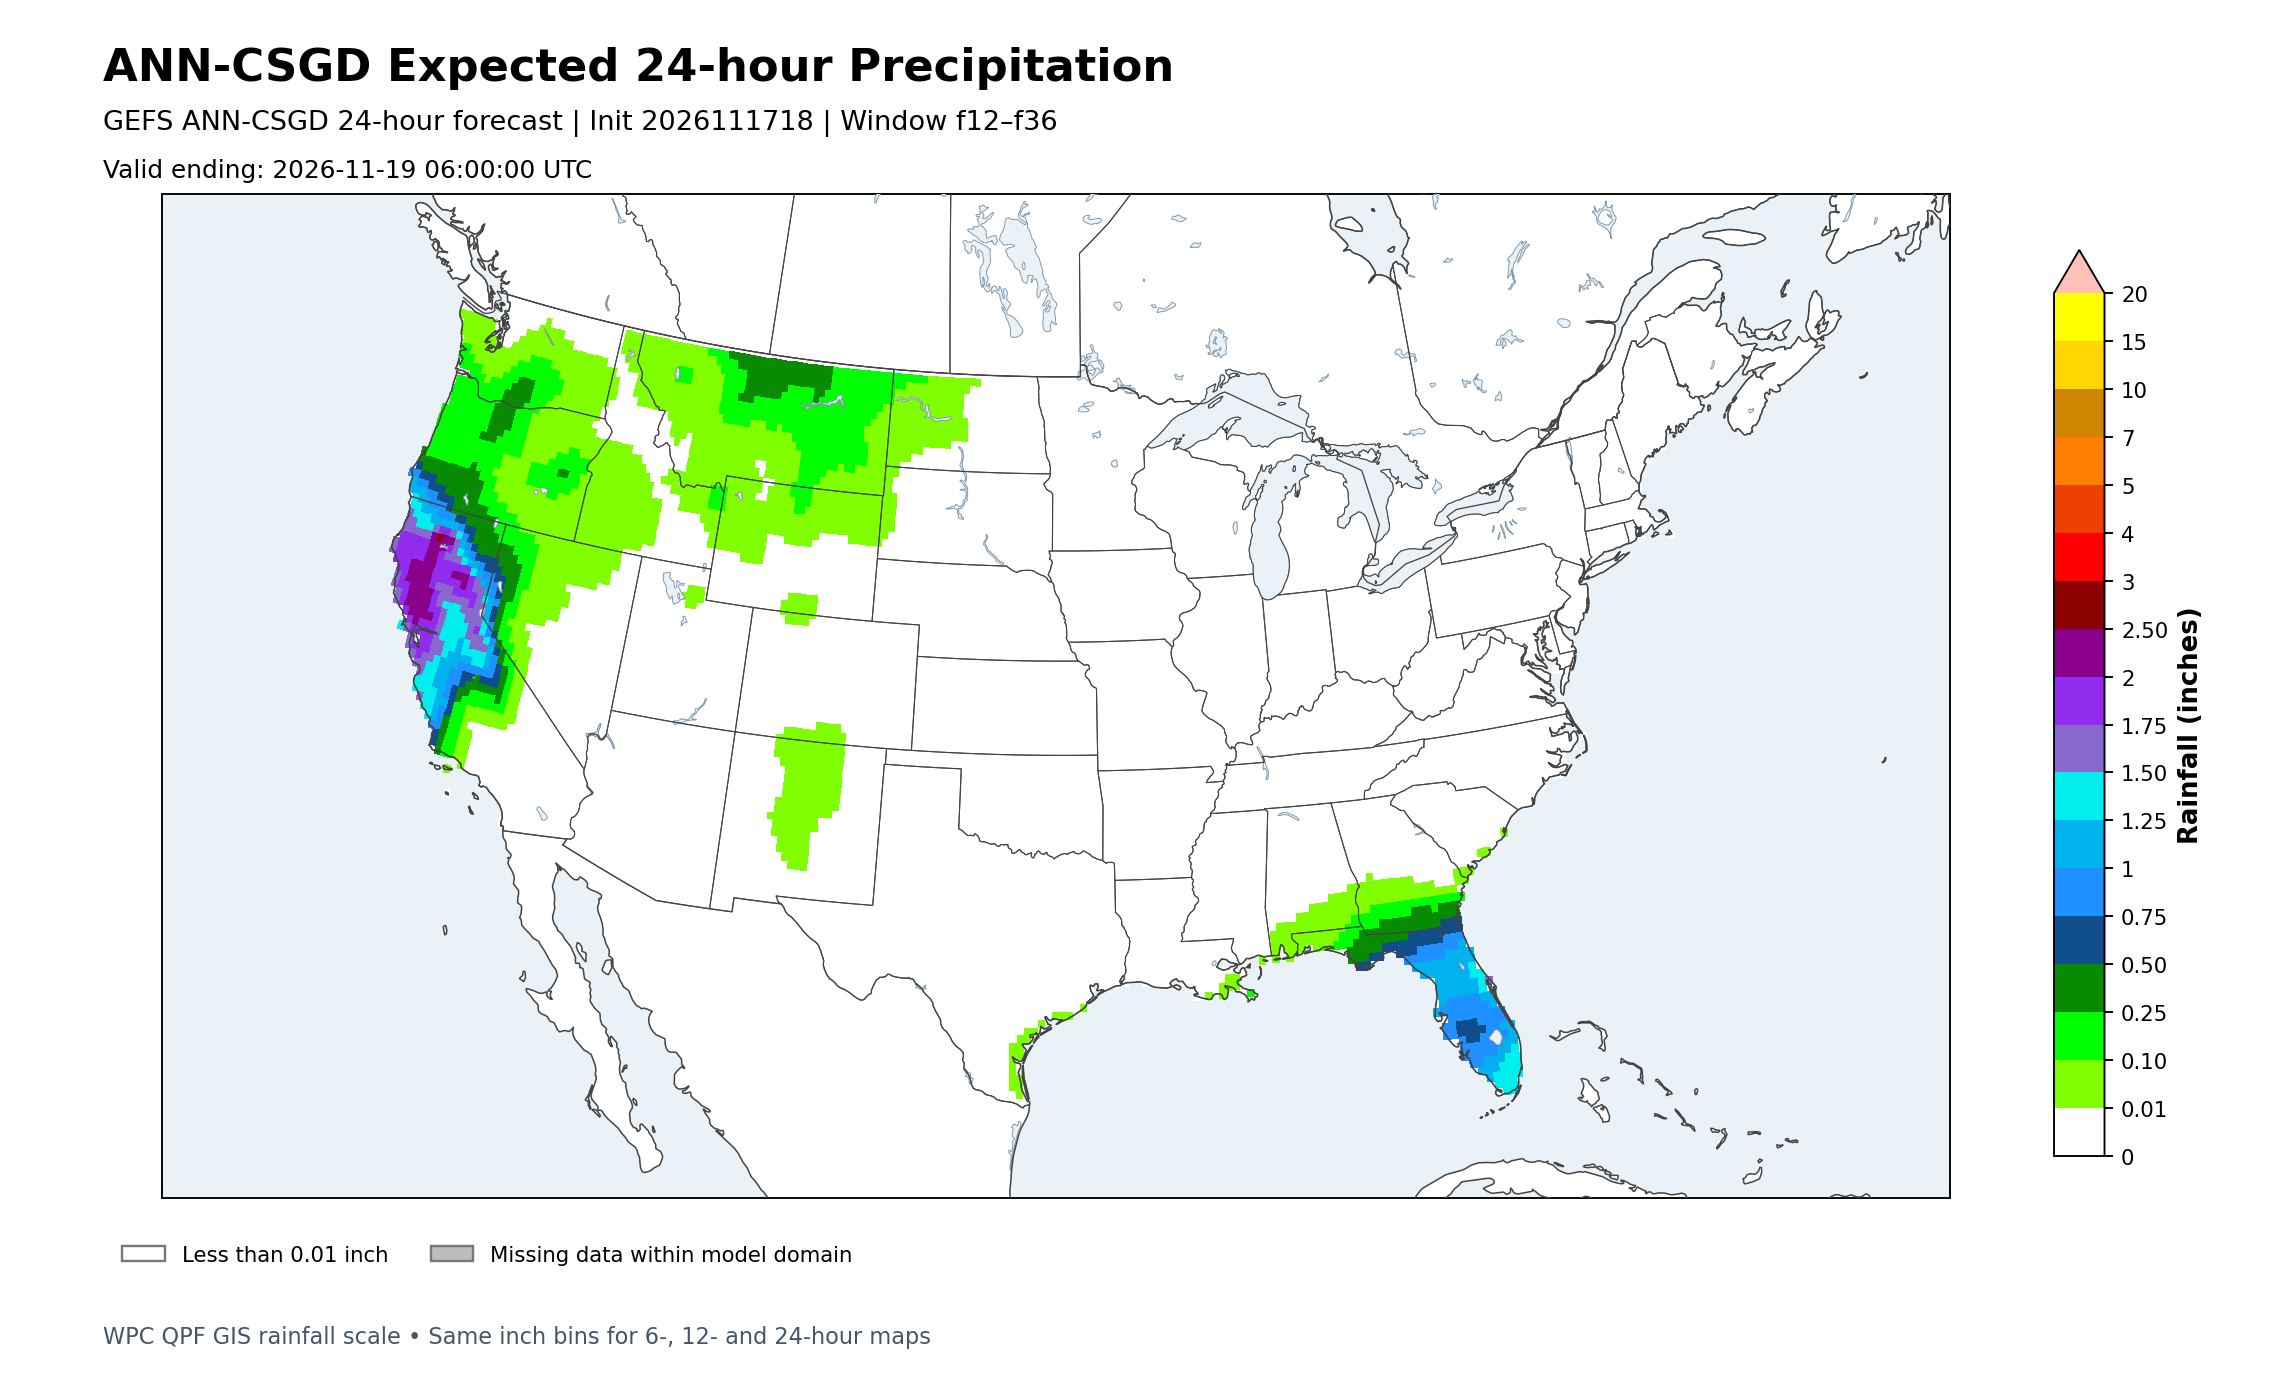 ANN-CSGD Expected 24-hour Precipitation
GEFS ANN-CSGD 24-hour forecast | Init 2026111718 | Window f12–f36
Valid ending: 2026-11-19 06:00:00 UTC
20
15
10
7
5
4
3
2.50
2
1.75
1.50
1.25
1
0.75
0.50
0.25
0.10
0.01
0
Rainfall (inches)
Less than 0.01 inch
Missing data within model domain
WPC QPF GIS rainfall scale • Same inch bins for 6-, 12- and 24-hour maps